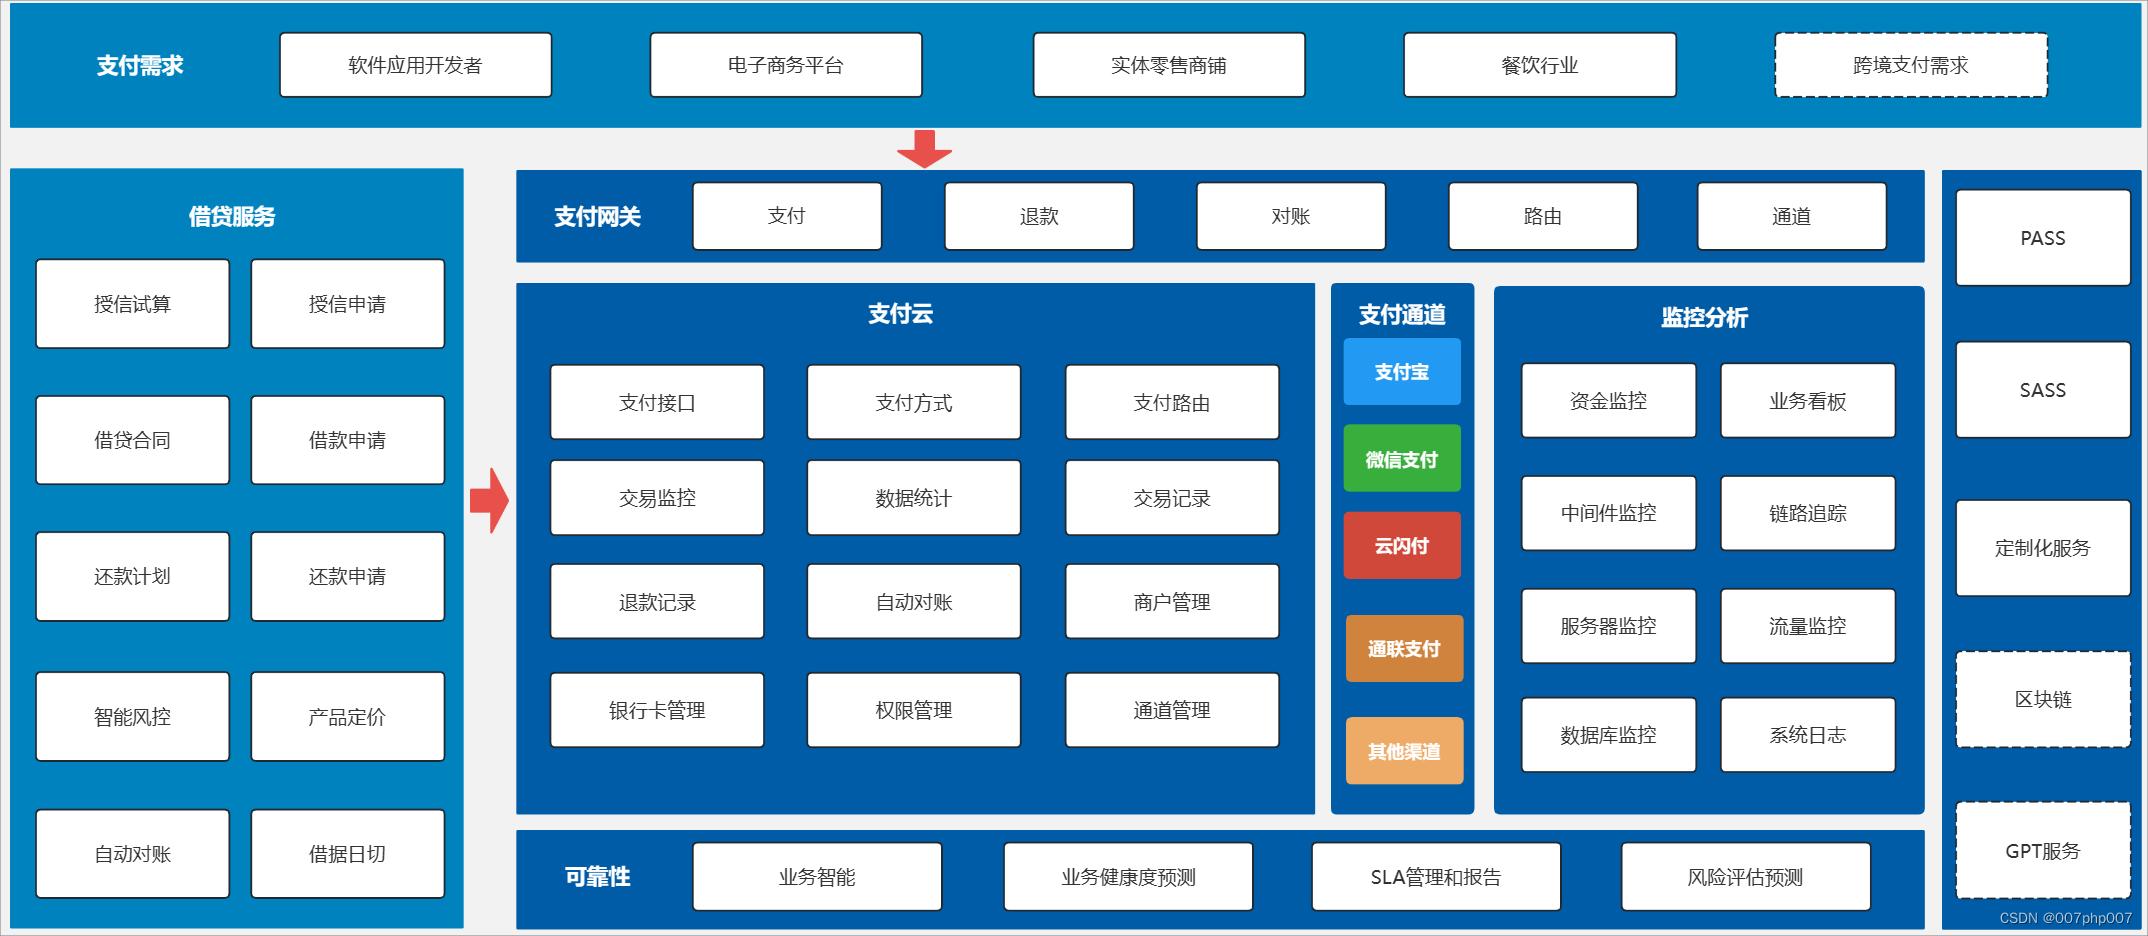 支付需求
软件应用开发者
电子商务平台
实体零售商铺
餐饮行业
跨境支付需求
借贷服务
授信试算
授信申请
借贷合同
借款申请
还款计划
还款申请
智能风控
产品定价
自动对账
借据日切
支付网关
支付
退款
对账
路由
通道
支付云
支付接口
支付方式
支付路由
交易监控
数据统计
交易记录
退款记录
自动对账
商户管理
银行卡管理
权限管理
通道管理
支付通道
支付宝
微信支付
云闪付
通联支付
其他渠道
监控分析
资金监控
业务看板
中间件监控
链路追踪
服务器监控
流量监控
数据库监控
系统日志
可靠性
业务智能
业务健康度预测
SLA管理和报告
风险评估预测
PASS
SASS
定制化服务
区块链
GPT服务
CSDN @007php007